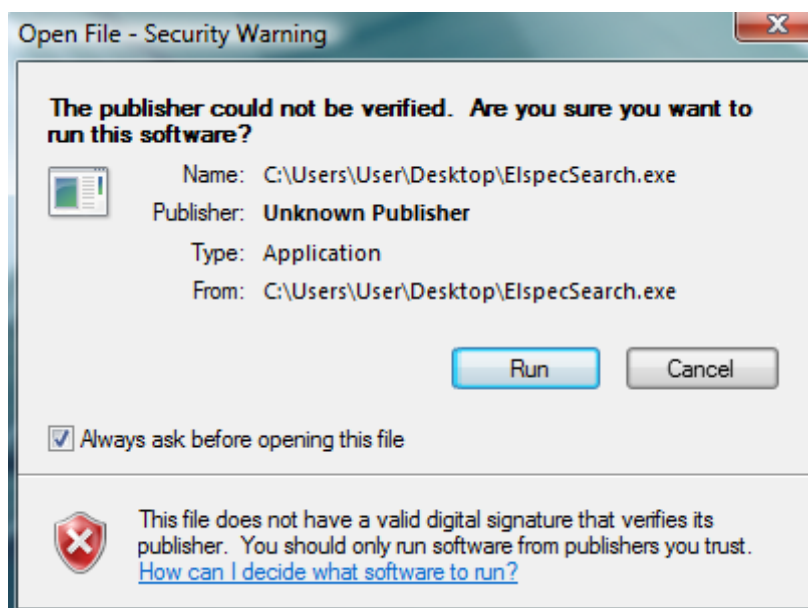 Open File - Security Warning
The publisher could not be verified.  Are you sure you want to
run this software?
Name: C:\Users\User\Desktop\ElspecSearch.exe
Publisher: Unknown Publisher
Type: Application
From: C:\Users\User\Desktop\ElspecSearch.exe
Run Cancel
Always ask before opening this file
This file does not have a valid digital signature that verifies its
publisher.  You should only run software from publishers you trust.
How can I decide what software to run?